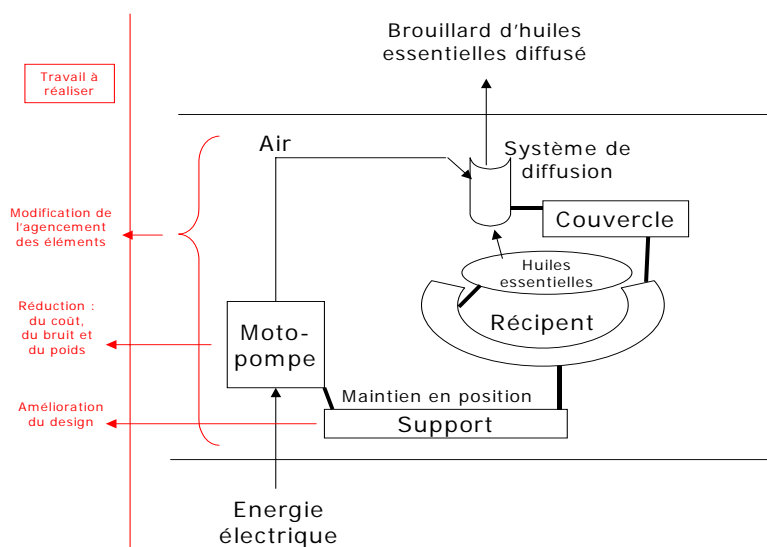 Brouillard d'huiles
essentielles diffusé
Travail à
réaliser
Air
Système de
diffusion
Modification de
l'agencement
des éléments
Couvercle
Huiles
essentielles
Réduction :
du coût,
du bruit et
du poids
Moto-
pompe
Récipent
Maintien en position
Amélioration
du design
Support
Energie
électrique